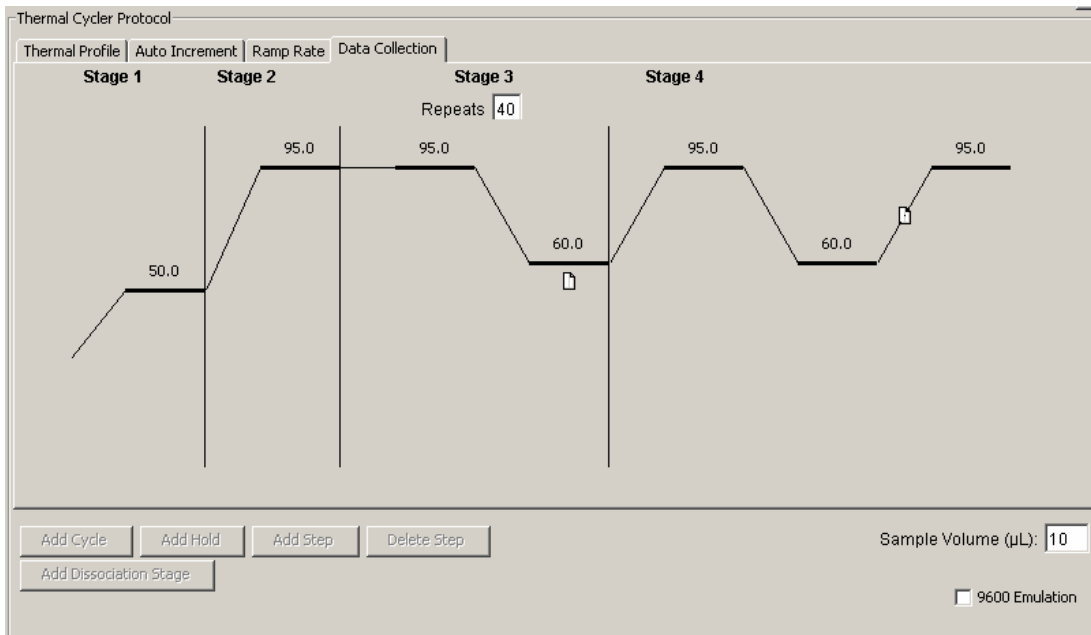 Thermal Cycler Protocol
Thermal Profile Auto Increment Ramp Rate Data Collection
Stage 1 Stage 2 Stage 3 Stage 4
Repeats 40
95.0 95.0 95.0 95.0
60.0 60.0
50.0
Add Cycle Add Hold Add Step Delete Step Sample Volume (µL): 10
Add Dissociation Stage
9600 Emulation